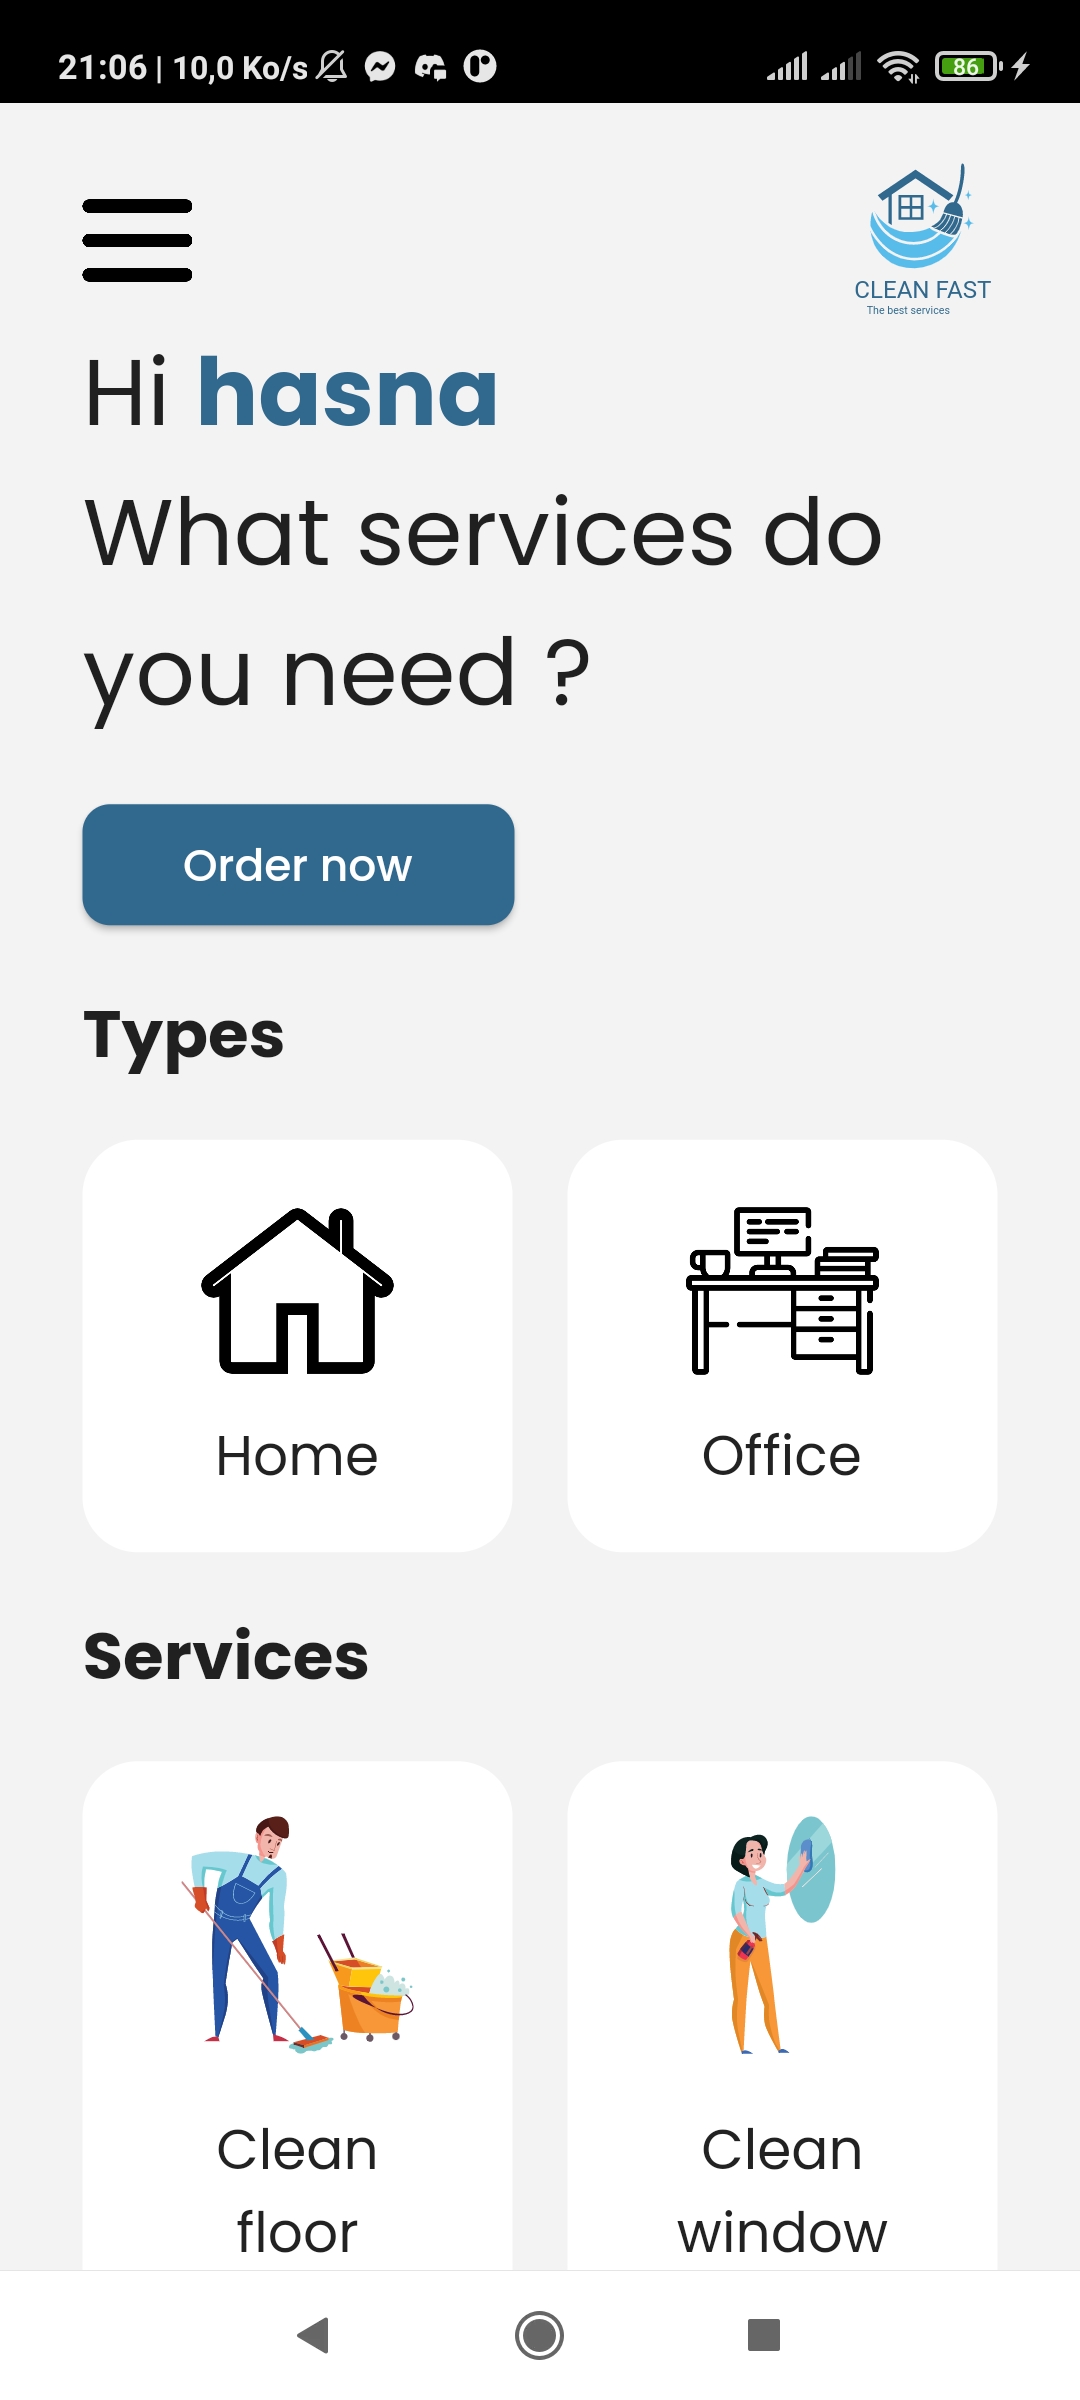 21:06 | 10,0 Ko/s
86
CLEAN FAST
The best services
Hi hasna
What services do
you need ?
Order now
Types
Home
Office
Services
Clean
floor
Clean
window